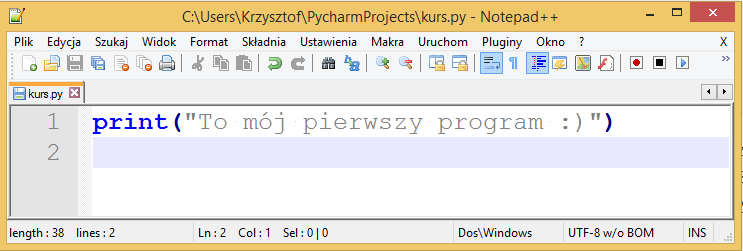 C:\Users\Krzysztof\PycharmProjects\kurs.py - Notepad++
Plik Edycja Szukaj Widok Format Składnia Ustawienia Makra Uruchom Pluginy Okno ? X
kurs.py
1 print("To mój pierwszy program :)")
2
length : 38 lines : 2 Ln : 2 Col : 1 Sel : 0 | 0 Dos\Windows UTF-8 w/o BOM INS